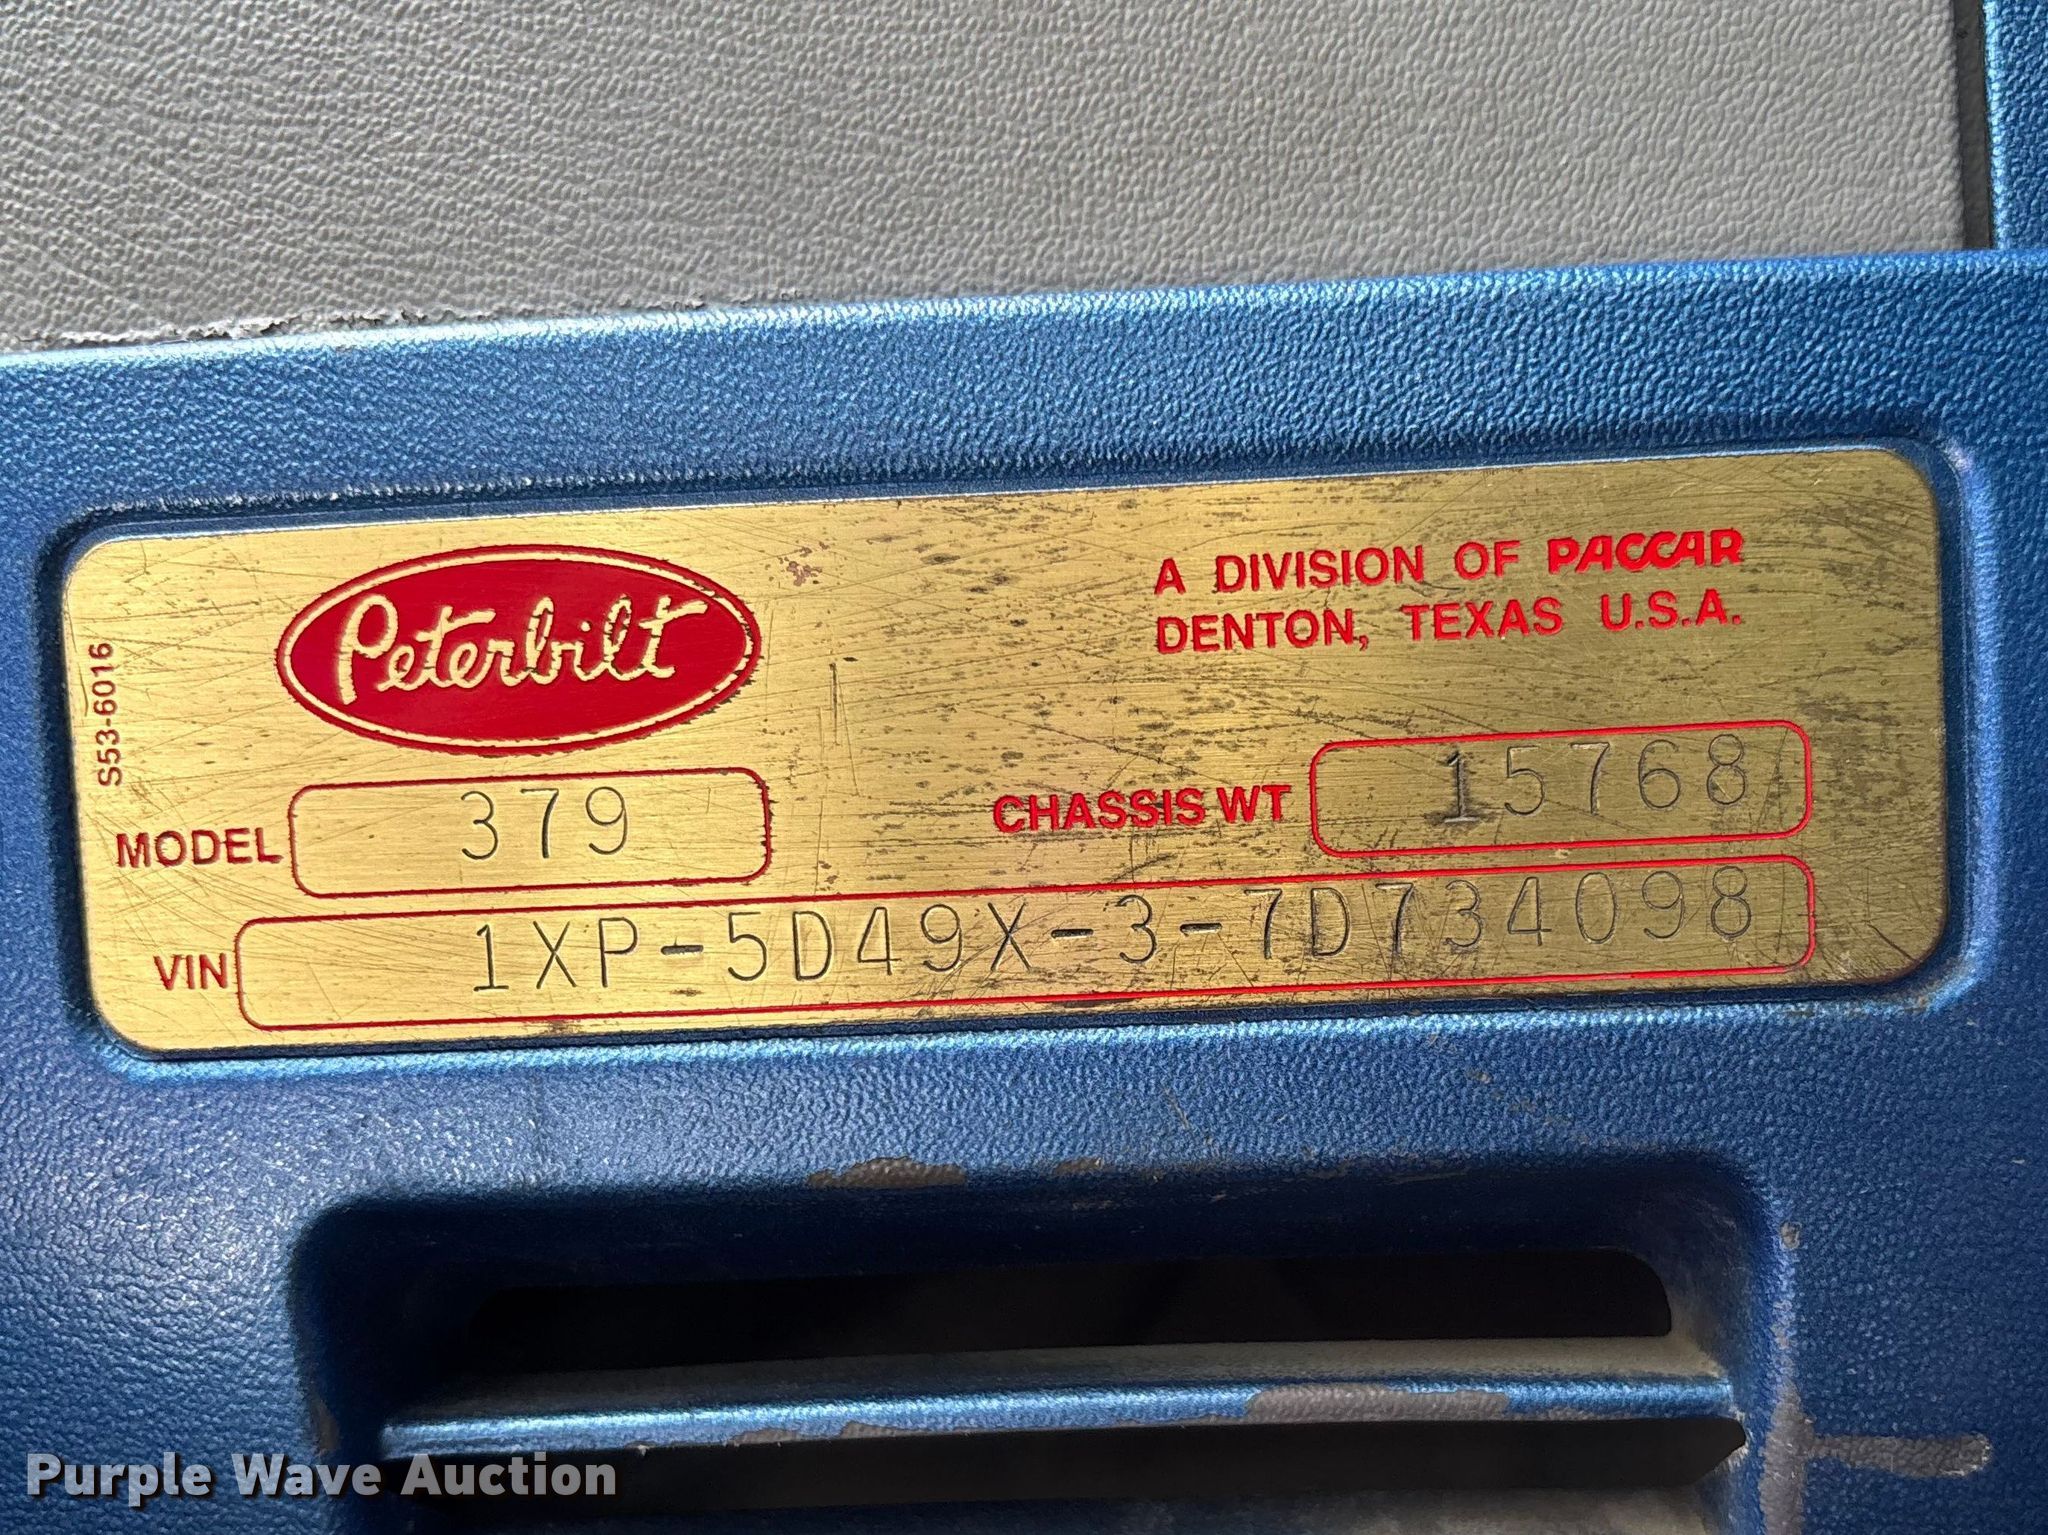 Peterbilt
A DIVISION OF PACCAR
DENTON, TEXAS U.S.A.
S53-6016
MODEL 379
CHASSIS WT 15768
VIN 1XP-5D49X-3-7D734098
Purple Wave Auction